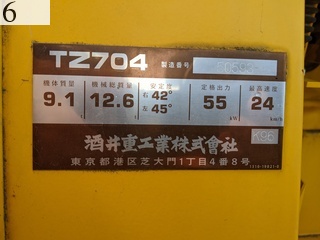 6
TZ704 製造番号
機体質量 機械総質量 安定度 定格出力 最高速度
9.1 12.6 右 42° 左 45° 55 kW 24 km/h
酒井重工業株式會社 K9B
東京都港区芝大門1丁目4番8号